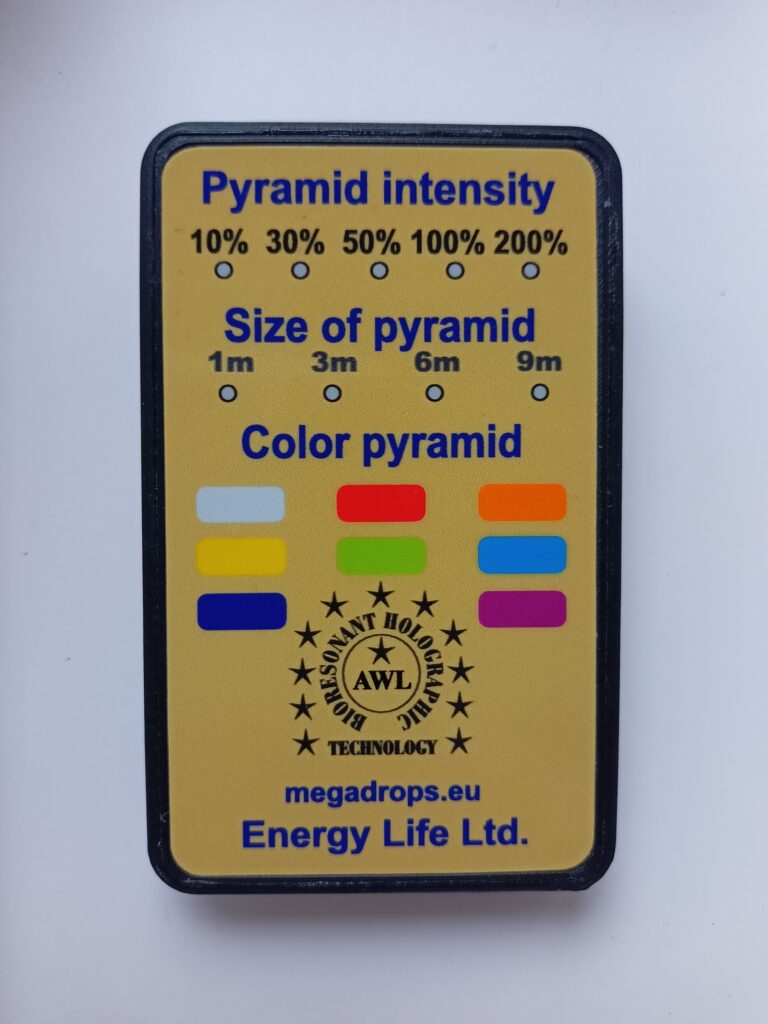 Pyramid intensity
10% 30% 50% 100% 200%
Size of pyramid
1m 3m 6m 9m
Color pyramid
BIORESONANT HOLOGRAPHIC
AWL
TECHNOLOGY
megadrops.eu
Energy Life Ltd.